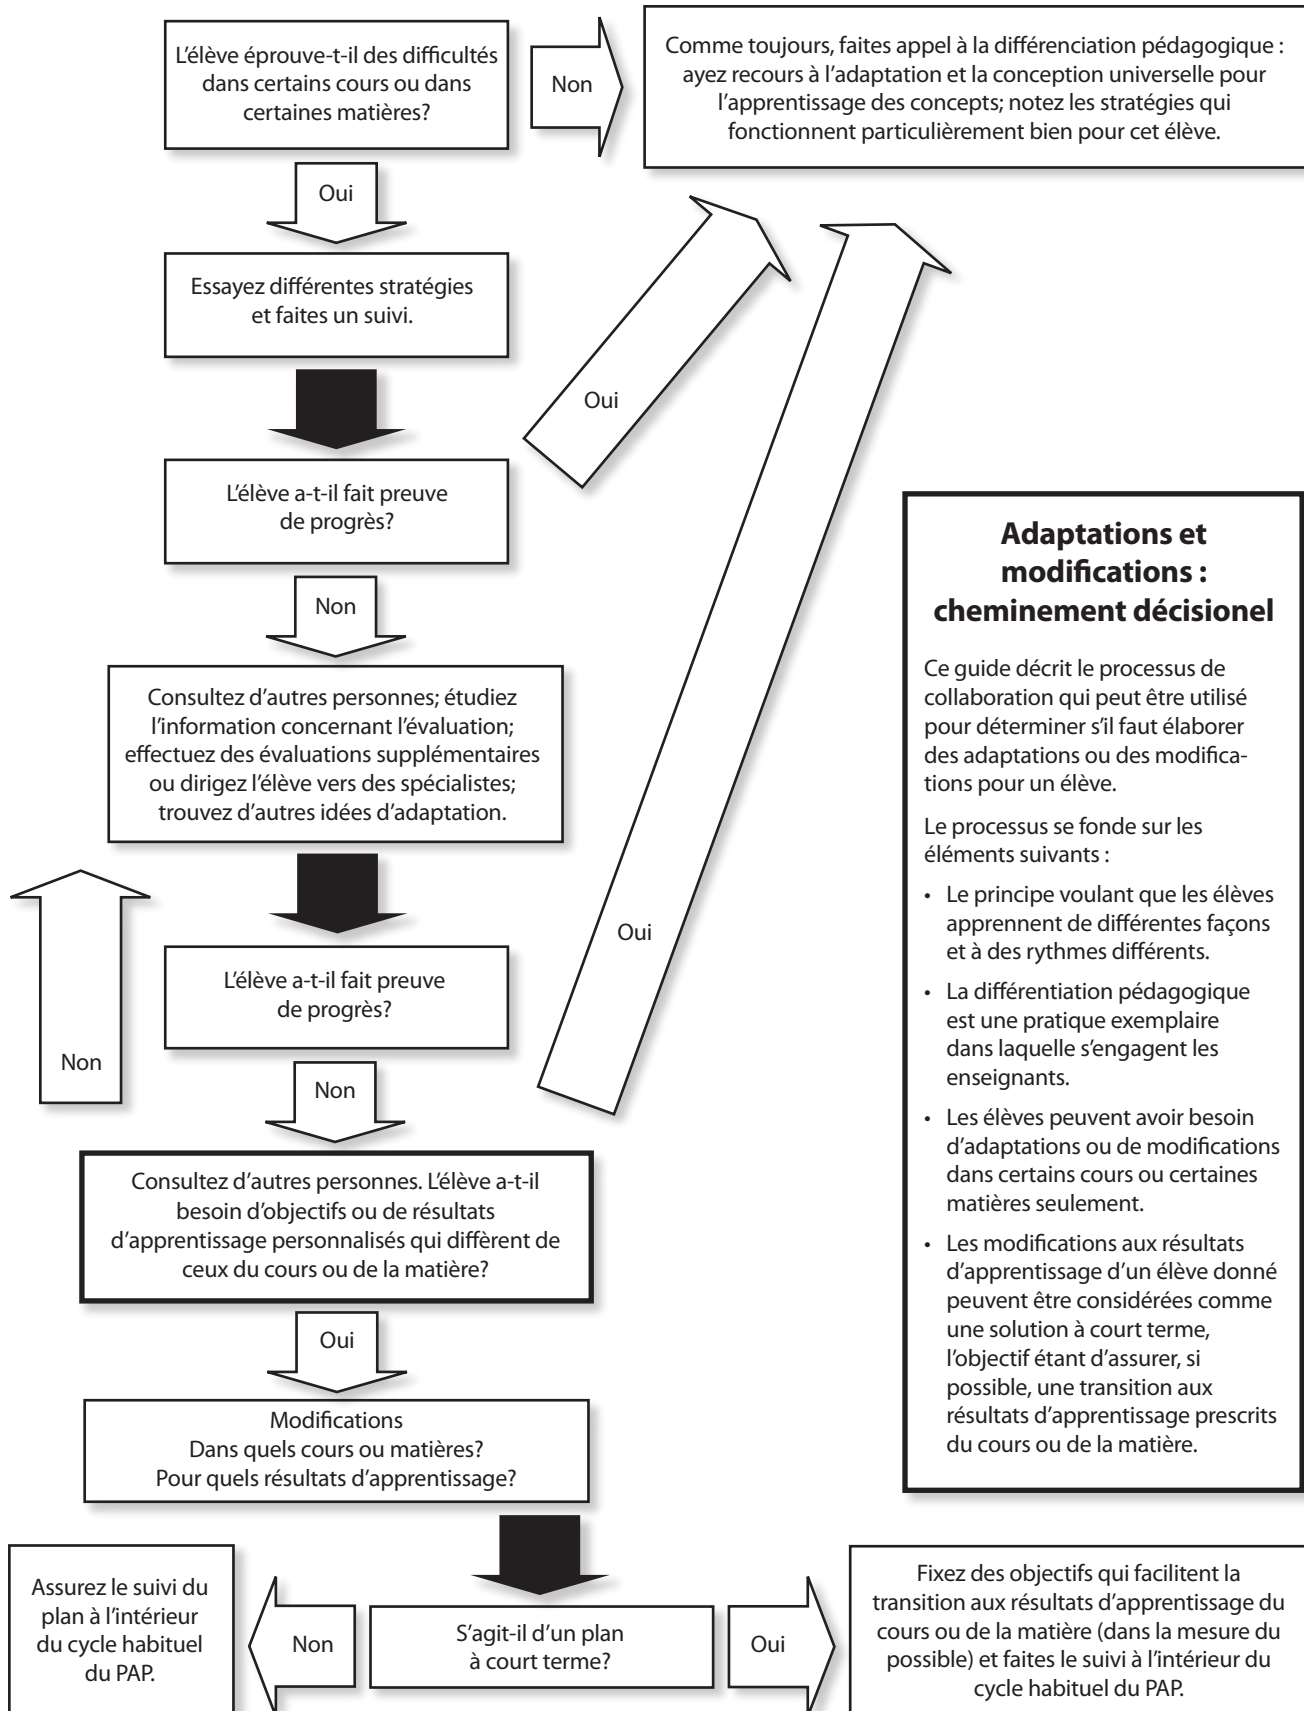 L'élève éprouve-t-il des difficultés
dans certains cours ou dans
certaines matières?
Non
Comme toujours, faites appel à la différenciation pédagogique :
ayez recours à l'adaptation et la conception universelle pour
l'apprentissage des concepts; notez les stratégies qui
fonctionnent particulièrement bien pour cet élève.
Oui
Essayez différentes stratégies
et faites un suivi.
Oui
L'élève a-t-il fait preuve
de progrès?
Non
Consultez d'autres personnes; étudiez
l'information concernant l'évaluation;
effectuez des évaluations supplémentaires
ou dirigez l'élève vers des spécialistes;
trouvez d'autres idées d'adaptation.
Oui
L'élève a-t-il fait preuve
de progrès?
Non
Non
Consultez d'autres personnes. L'élève a-t-il
besoin d'objectifs ou de résultats
d'apprentissage personnalisés qui diffèrent de
ceux du cours ou de la matière?
Oui
Modifications
Dans quels cours ou matières?
Pour quels résultats d'apprentissage?
Assurez le suivi du
plan à l'intérieur
du cycle habituel
du PAP.
Non
S'agit-il d'un plan
à court terme?
Oui
Fixez des objectifs qui facilitent la
transition aux résultats d'apprentissage du
cours ou de la matière (dans la mesure du
possible) et faites le suivi à l'intérieur du
cycle habituel du PAP.
Adaptations et
modifications :
cheminement décisionel
Ce guide décrit le processus de
collaboration qui peut être utilisé
pour déterminer s'il faut élaborer
des adaptations ou des modifica-
tions pour un élève.
Le processus se fonde sur les
éléments suivants :
• Le principe voulant que les élèves
apprennent de différentes façons
et à des rythmes différents.
• La différentiation pédagogique
est une pratique exemplaire
dans laquelle s'engagent les
enseignants.
• Les élèves peuvent avoir besoin
d'adaptations ou de modifications
dans certains cours ou certaines
matières seulement.
• Les modifications aux résultats
d'apprentissage d'un élève donné
peuvent être considérées comme
une solution à court terme,
l'objectif étant d'assurer, si
possible, une transition aux
résultats d'apprentissage prescrits
du cours ou de la matière.